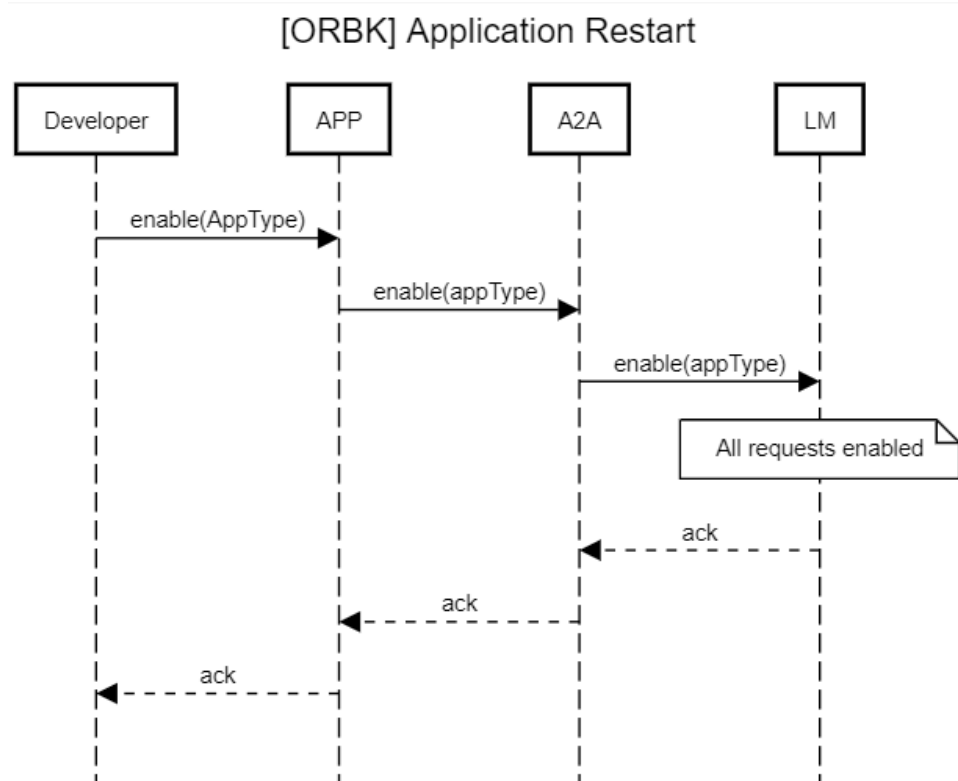 [ORBK] Application Restart
Developer
APP
A2A
LM
enable(AppType)
enable(appType)
enable(appType)
All requests enabled
ack
ack
ack